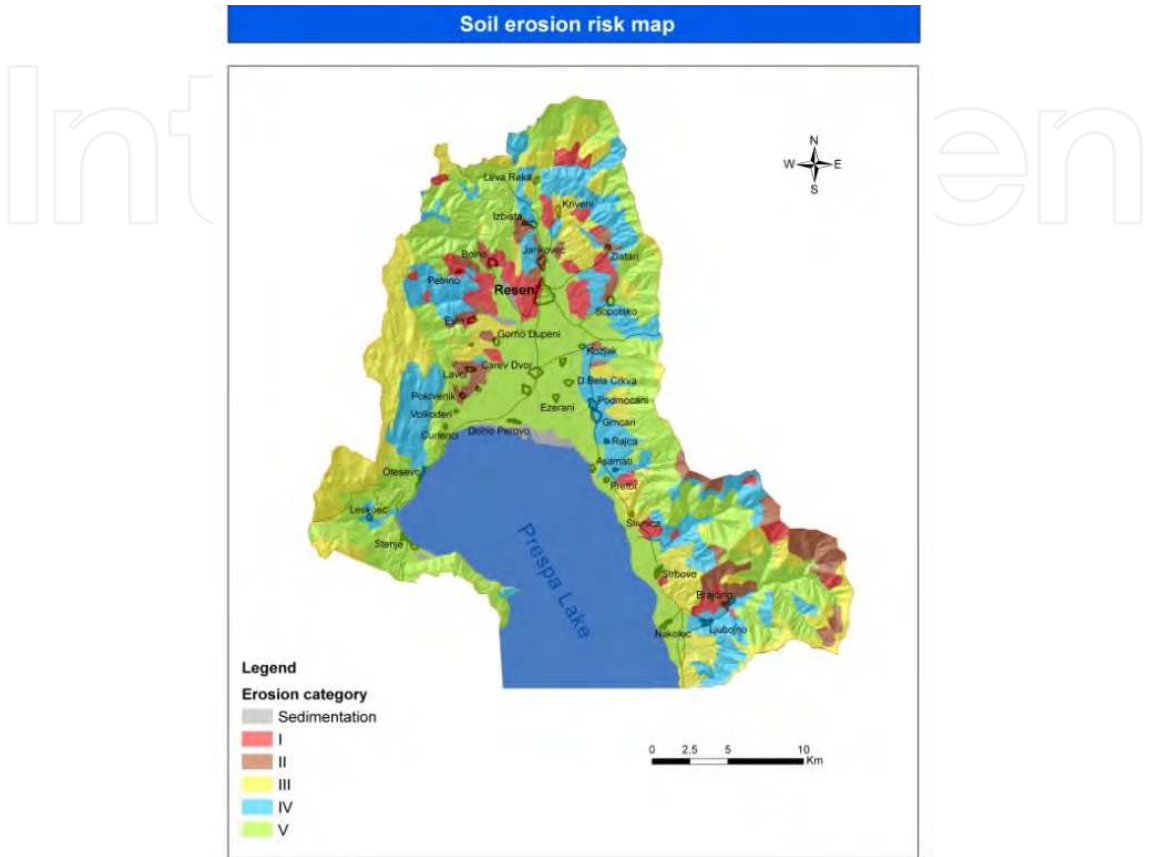 Soil erosion risk map
N
W E
S
Leva Reka
Kriveni
Izbista
Jankovec
Zlatari
Bolno
Petrino
Resen
Sopotsko
Evla
Gorno Dupeni
Kozjak
Carev Dvor
Lavci
D.Bela Crkva
Pokrvenik
Podmocani
Ezerani
Volkoderi
Grncari
Dolno Perovo
Curlenci
Rajca
Asamati
Otesevo
Pretor
Leskoec
Slivnica
Stenje
Prespa Lake
Strbovo
Brajcino
Nakolec
Ljubojno
Legend
Erosion category
Sedimentation
I
II
III
IV
V
0 2.5 5 10
Km